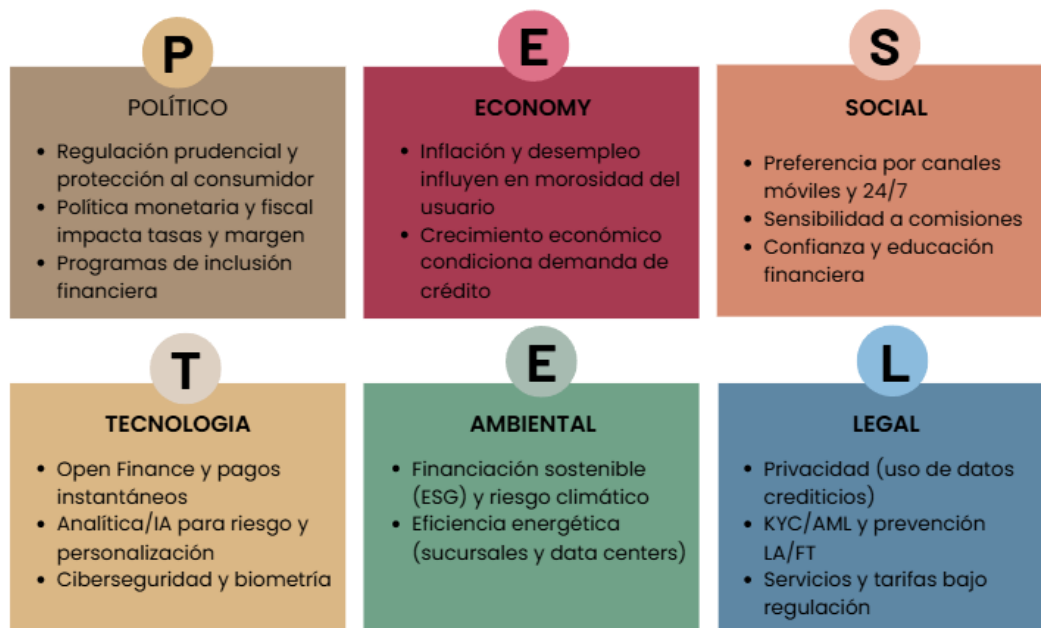 P
POLÍTICO
• Regulación prudencial y
protección al consumidor
• Política monetaria y fiscal
impacta tasas y margen
• Programas de inclusión
financiera
E
ECONOMY
• Inflación y desempleo
influyen en morosidad del
usuario
• Crecimiento económico
condiciona demanda de
crédito
S
SOCIAL
• Preferencia por canales
móviles y 24/7
• Sensibilidad a comisiones
• Confianza y educación
financiera
T
TECNOLOGIA
• Open Finance y pagos
instantáneos
• Analítica/IA para riesgo y
personalización
• Ciberseguridad y biometría
E
AMBIENTAL
• Financiación sostenible
(ESG) y riesgo climático
• Eficiencia energética
(sucursales y data centers)
L
LEGAL
• Privacidad (uso de datos
crediticios)
• KYC/AML y prevención
LA/FT
• Servicios y tarifas bajo
regulación